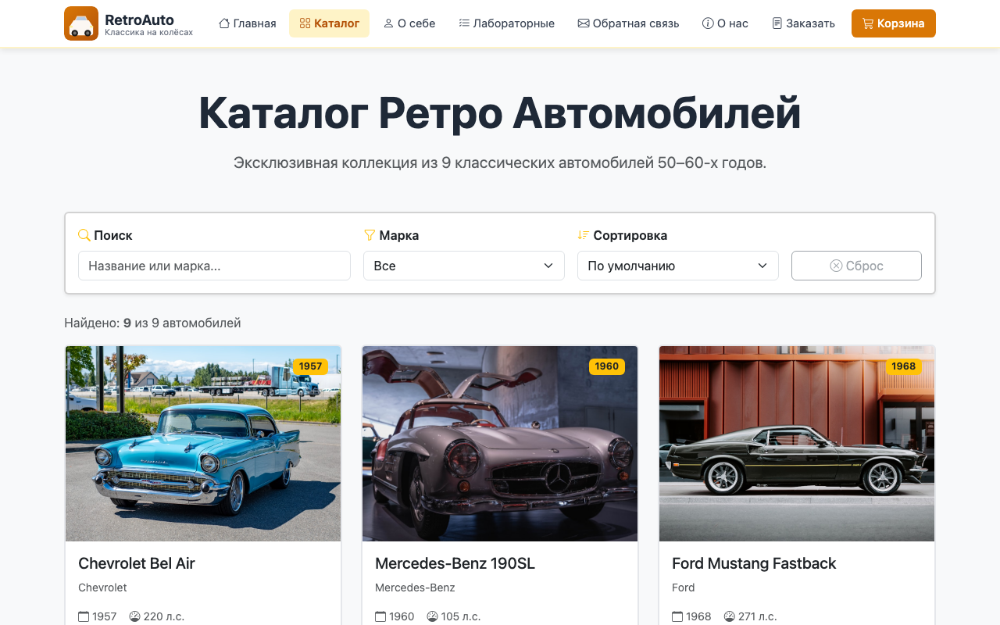 RetroAuto
Классика на колёсах
Главная
Каталог
О себе
Лабораторные
Обратная связь
О нас
Заказать
Корзина
Каталог Ретро Автомобилей
Эксклюзивная коллекция из 9 классических автомобилей 50–60-х годов.
Поиск
Марка
Сортировка
Название или марка...
Все
По умолчанию
Сброс
Найдено: 9 из 9 автомобилей
1957
1960
1968
Chevrolet Bel Air
Mercedes-Benz 190SL
Ford Mustang Fastback
Chevrolet
Mercedes-Benz
Ford
1957 220 л.с.
1960 105 л.с.
1968 271 л.с.